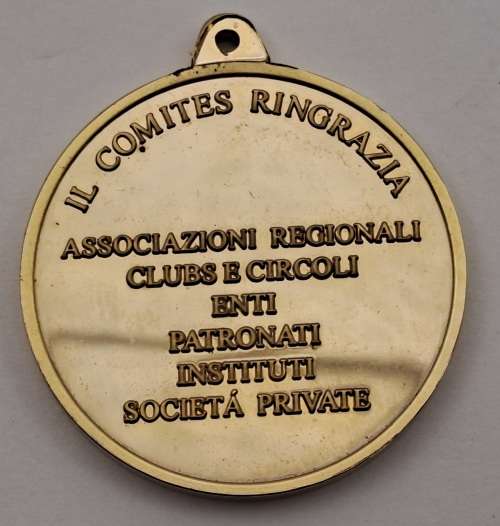 IL COMITES RINGRAZIA
ASSOCIAZIONI REGIONALI
CLUBS E CIRCOLI
ENTI
PATRONATI
INSTITUTI
SOCIETÁ PRIVATE